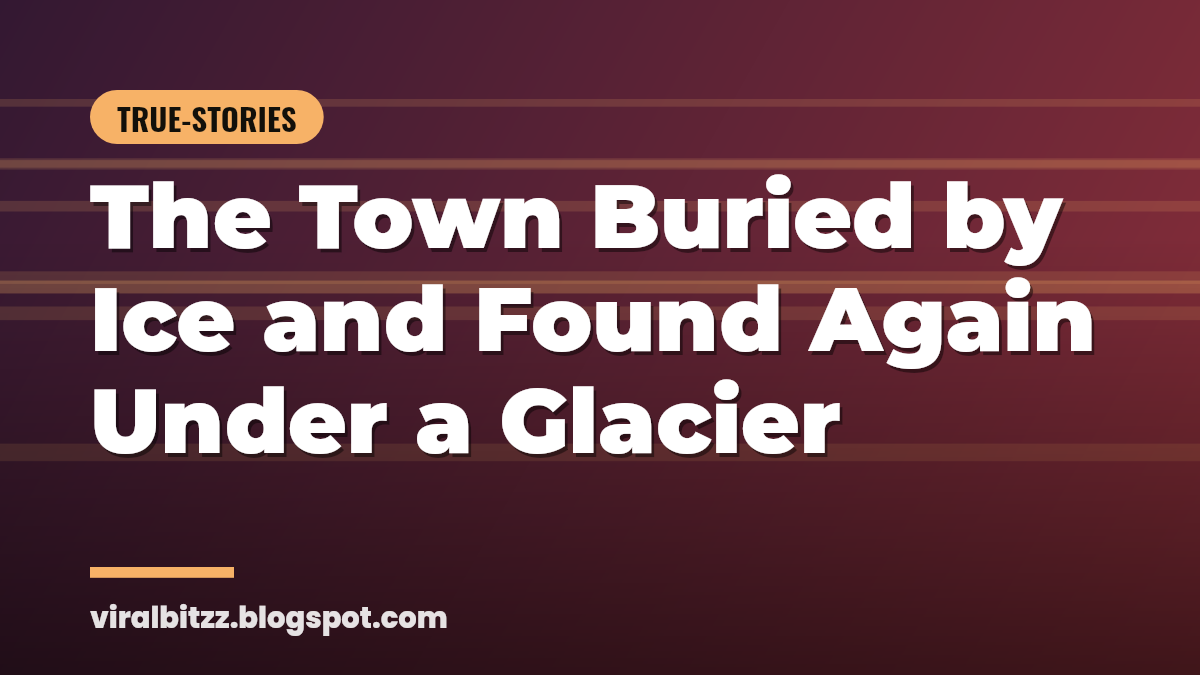 TRUE-STORIES
The Town Buried by
Ice and Found Again
Under a Glacier
viralbitzz.blogspot.com